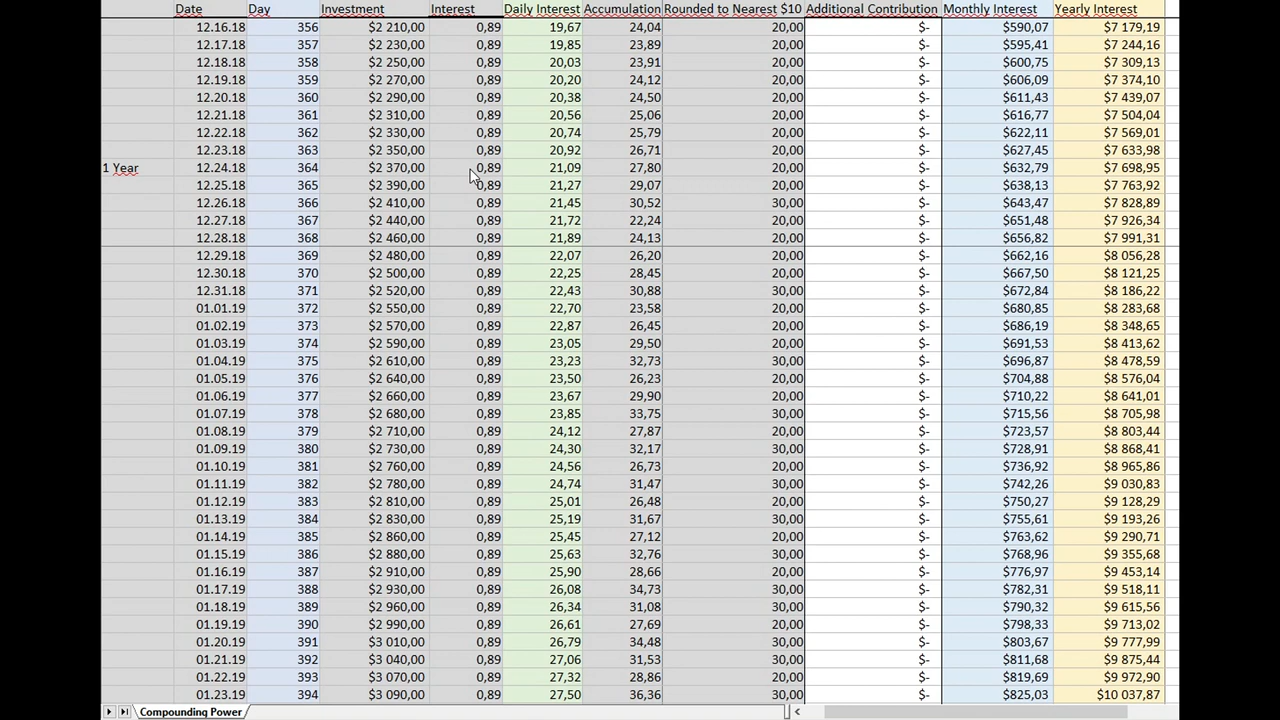 Date Day Investment Interest Daily Interest Accumulation Rounded to Nearest $10 Additional Contribution Monthly Interest Yearly Interest
12.16.18 356 $2 210,00 0,89 19,67 24,04 20,00 $- $590,07 $7 179,19
12.17.18 357 $2 230,00 0,89 19,85 23,89 20,00 $- $595,41 $7 244,16
12.18.18 358 $2 250,00 0,89 20,03 23,91 20,00 $- $600,75 $7 309,13
12.19.18 359 $2 270,00 0,89 20,20 24,12 20,00 $- $606,09 $7 374,10
12.20.18 360 $2 290,00 0,89 20,38 24,50 20,00 $- $611,43 $7 439,07
12.21.18 361 $2 310,00 0,89 20,56 25,06 20,00 $- $616,77 $7 504,04
12.22.18 362 $2 330,00 0,89 20,74 25,79 20,00 $- $622,11 $7 569,01
12.23.18 363 $2 350,00 0,89 20,92 26,71 20,00 $- $627,45 $7 633,98
1 Year 12.24.18 364 $2 370,00 0,89 21,09 27,80 20,00 $- $632,79 $7 698,95
12.25.18 365 $2 390,00 0,89 21,27 29,07 20,00 $- $638,13 $7 763,92
12.26.18 366 $2 410,00 0,89 21,45 30,52 30,00 $- $643,47 $7 828,89
12.27.18 367 $2 440,00 0,89 21,72 22,24 20,00 $- $651,48 $7 926,34
12.28.18 368 $2 460,00 0,89 21,89 24,13 20,00 $- $656,82 $7 991,31
12.29.18 369 $2 480,00 0,89 22,07 26,20 20,00 $- $662,16 $8 056,28
12.30.18 370 $2 500,00 0,89 22,25 28,45 20,00 $- $667,50 $8 121,25
12.31.18 371 $2 520,00 0,89 22,43 30,88 30,00 $- $672,84 $8 186,22
01.01.19 372 $2 550,00 0,89 22,70 23,58 20,00 $- $680,85 $8 283,68
01.02.19 373 $2 570,00 0,89 22,87 26,45 20,00 $- $686,19 $8 348,65
01.03.19 374 $2 590,00 0,89 23,05 29,50 20,00 $- $691,53 $8 413,62
01.04.19 375 $2 610,00 0,89 23,23 32,73 30,00 $- $696,87 $8 478,59
01.05.19 376 $2 640,00 0,89 23,50 26,23 20,00 $- $704,88 $8 576,04
01.06.19 377 $2 660,00 0,89 23,67 29,90 20,00 $- $710,22 $8 641,01
01.07.19 378 $2 680,00 0,89 23,85 33,75 30,00 $- $715,56 $8 705,98
01.08.19 379 $2 710,00 0,89 24,12 27,87 20,00 $- $723,57 $8 803,44
01.09.19 380 $2 730,00 0,89 24,30 32,17 30,00 $- $728,91 $8 868,41
01.10.19 381 $2 760,00 0,89 24,56 26,73 20,00 $- $736,92 $8 965,86
01.11.19 382 $2 780,00 0,89 24,74 31,47 30,00 $- $742,26 $9 030,83
01.12.19 383 $2 810,00 0,89 25,01 26,48 20,00 $- $750,27 $9 128,29
01.13.19 384 $2 830,00 0,89 25,19 31,67 30,00 $- $755,61 $9 193,26
01.14.19 385 $2 860,00 0,89 25,45 27,12 20,00 $- $763,62 $9 290,71
01.15.19 386 $2 880,00 0,89 25,63 32,76 30,00 $- $768,96 $9 355,68
01.16.19 387 $2 910,00 0,89 25,90 28,66 20,00 $- $776,97 $9 453,14
01.17.19 388 $2 930,00 0,89 26,08 34,73 30,00 $- $782,31 $9 518,11
01.18.19 389 $2 960,00 0,89 26,34 31,08 30,00 $- $790,32 $9 615,56
01.19.19 390 $2 990,00 0,89 26,61 27,69 20,00 $- $798,33 $9 713,02
01.20.19 391 $3 010,00 0,89 26,79 34,48 30,00 $- $803,67 $9 777,99
01.21.19 392 $3 040,00 0,89 27,06 31,53 30,00 $- $811,68 $9 875,44
01.22.19 393 $3 070,00 0,89 27,32 28,86 20,00 $- $819,69 $9 972,90
01.23.19 394 $3 090,00 0,89 27,50 36,36 30,00 $- $825,03 $10 037,87
Compounding Power